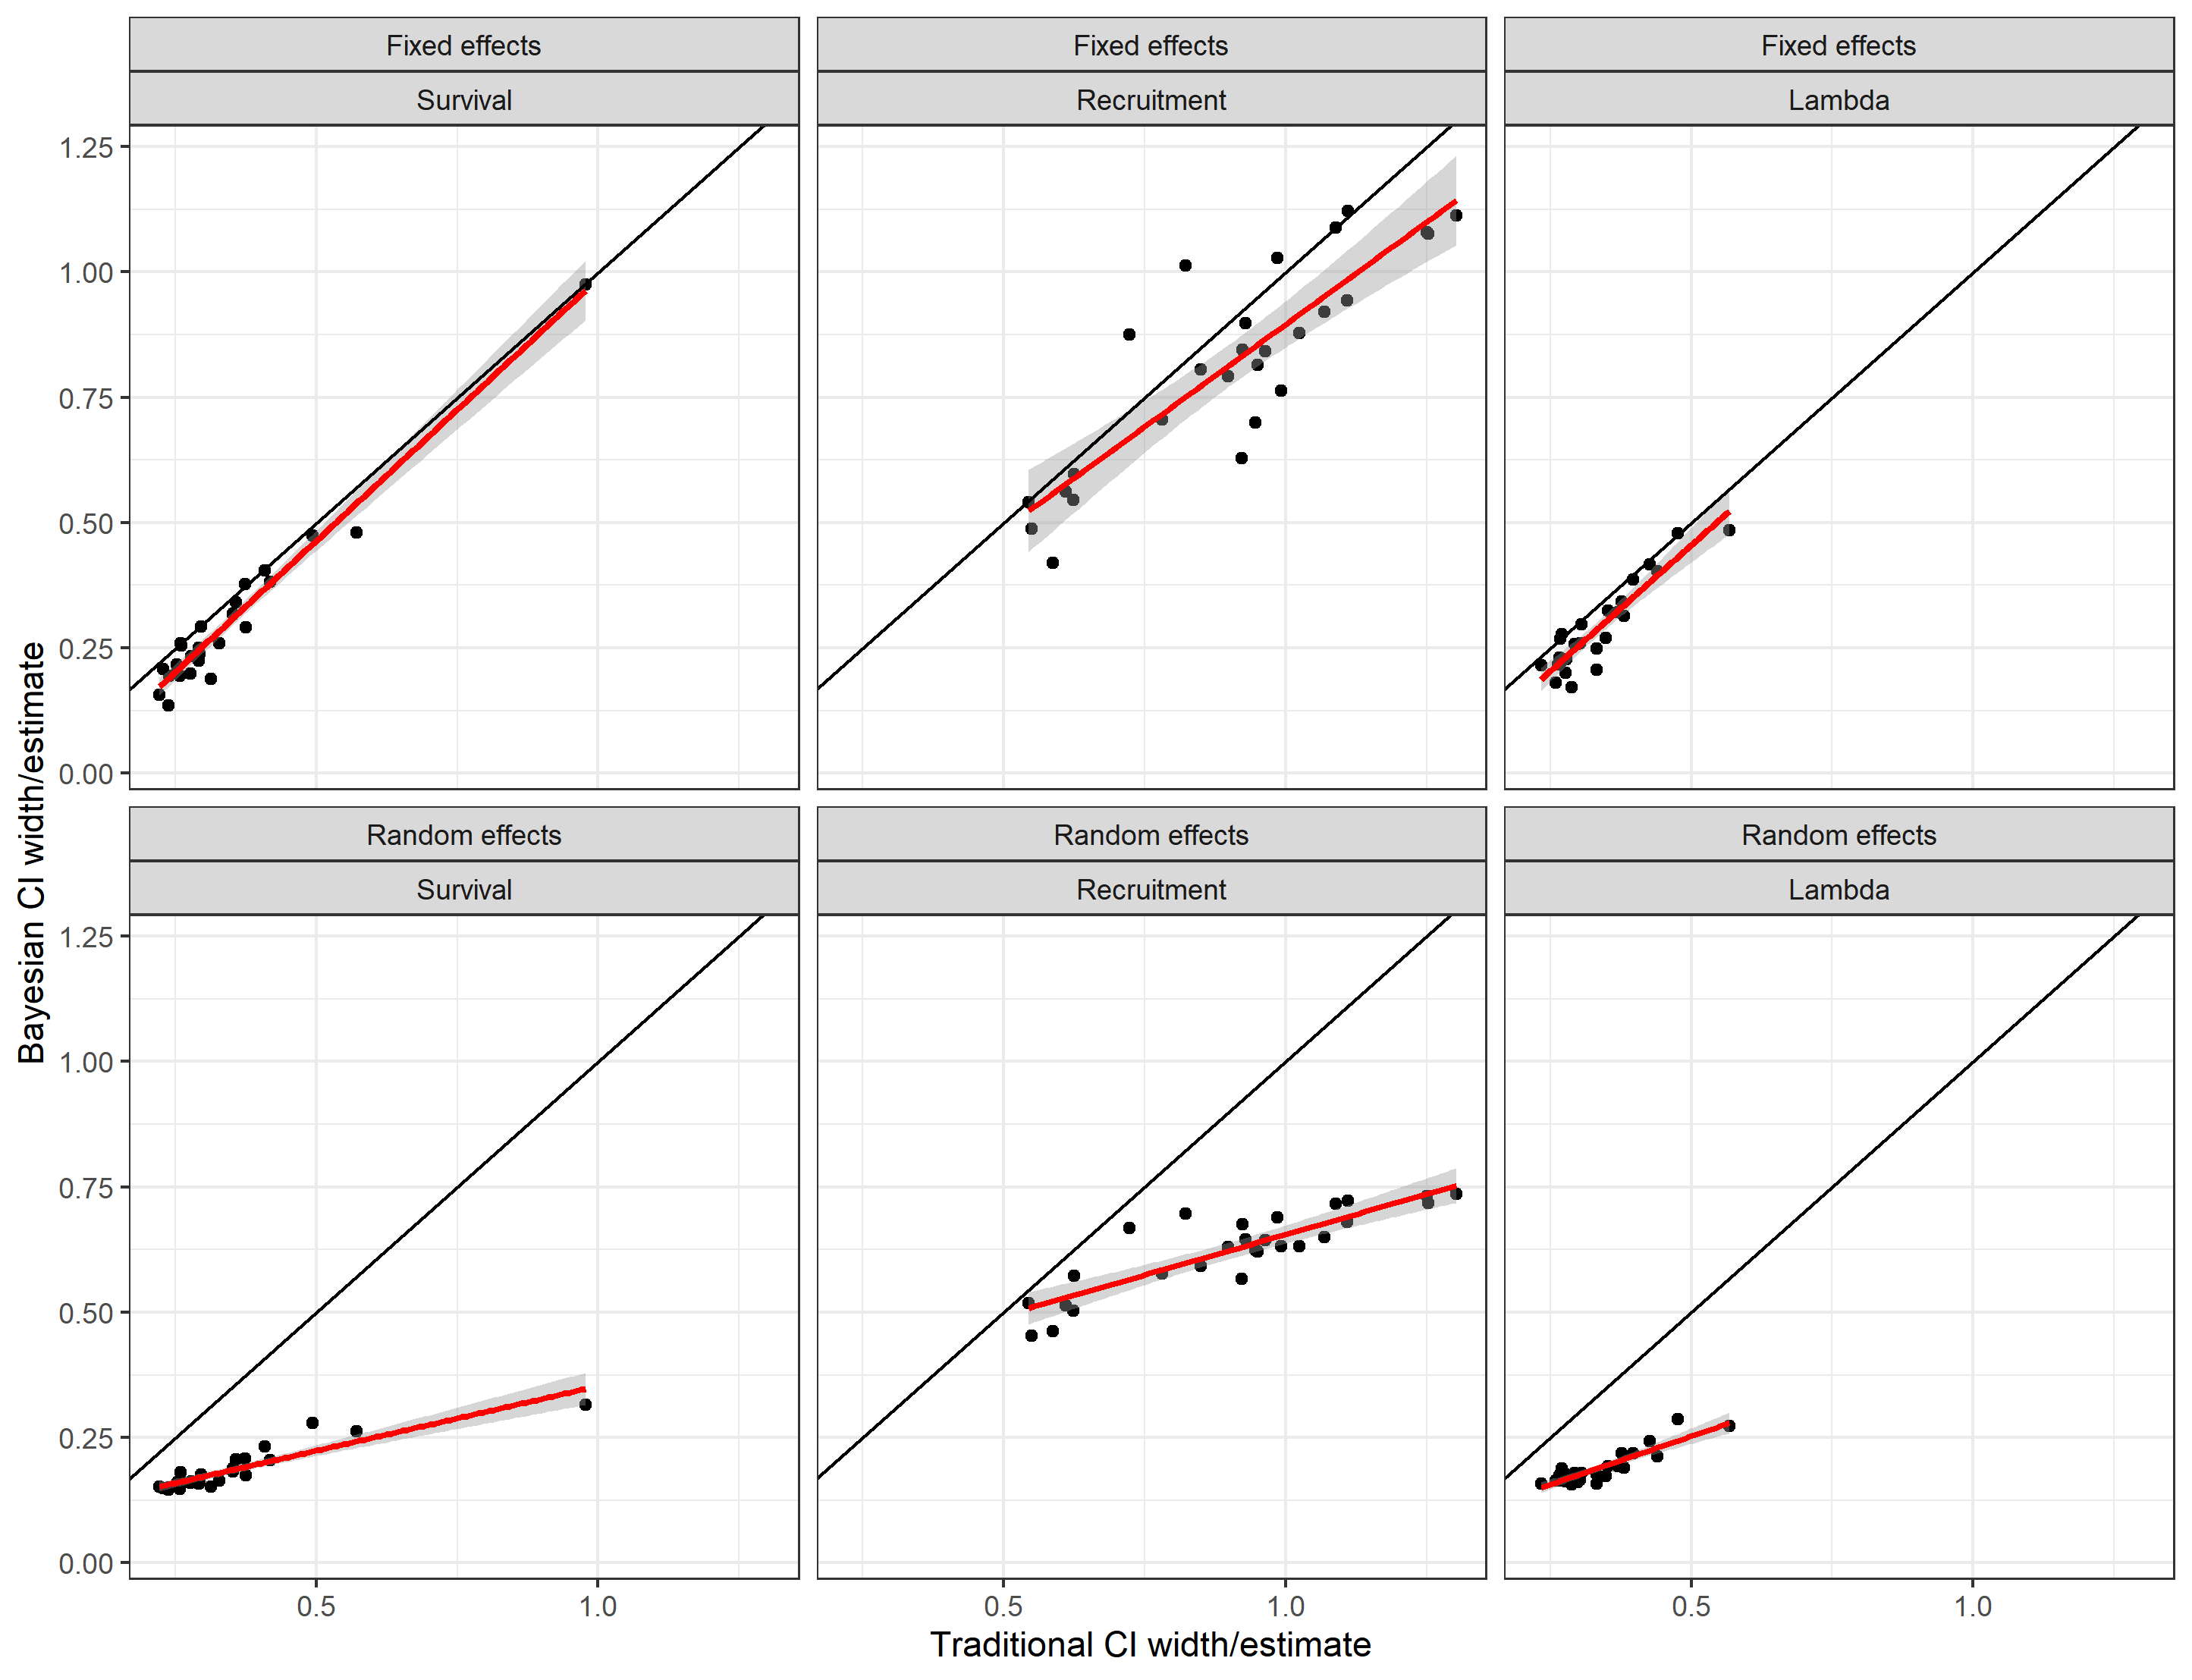 Fixed effects
Fixed effects
Fixed effects
Survival
Recruitment
Lambda
1.25
1.00
0.75
0.50
0.25
0.00
Bayesian CI width/estimate
Random effects
Random effects
Random effects
Survival
Recruitment
Lambda
1.25
1.00
0.75
0.50
0.25
0.00
0.5
1.0
0.5
1.0
0.5
1.0
Traditional CI width/estimate